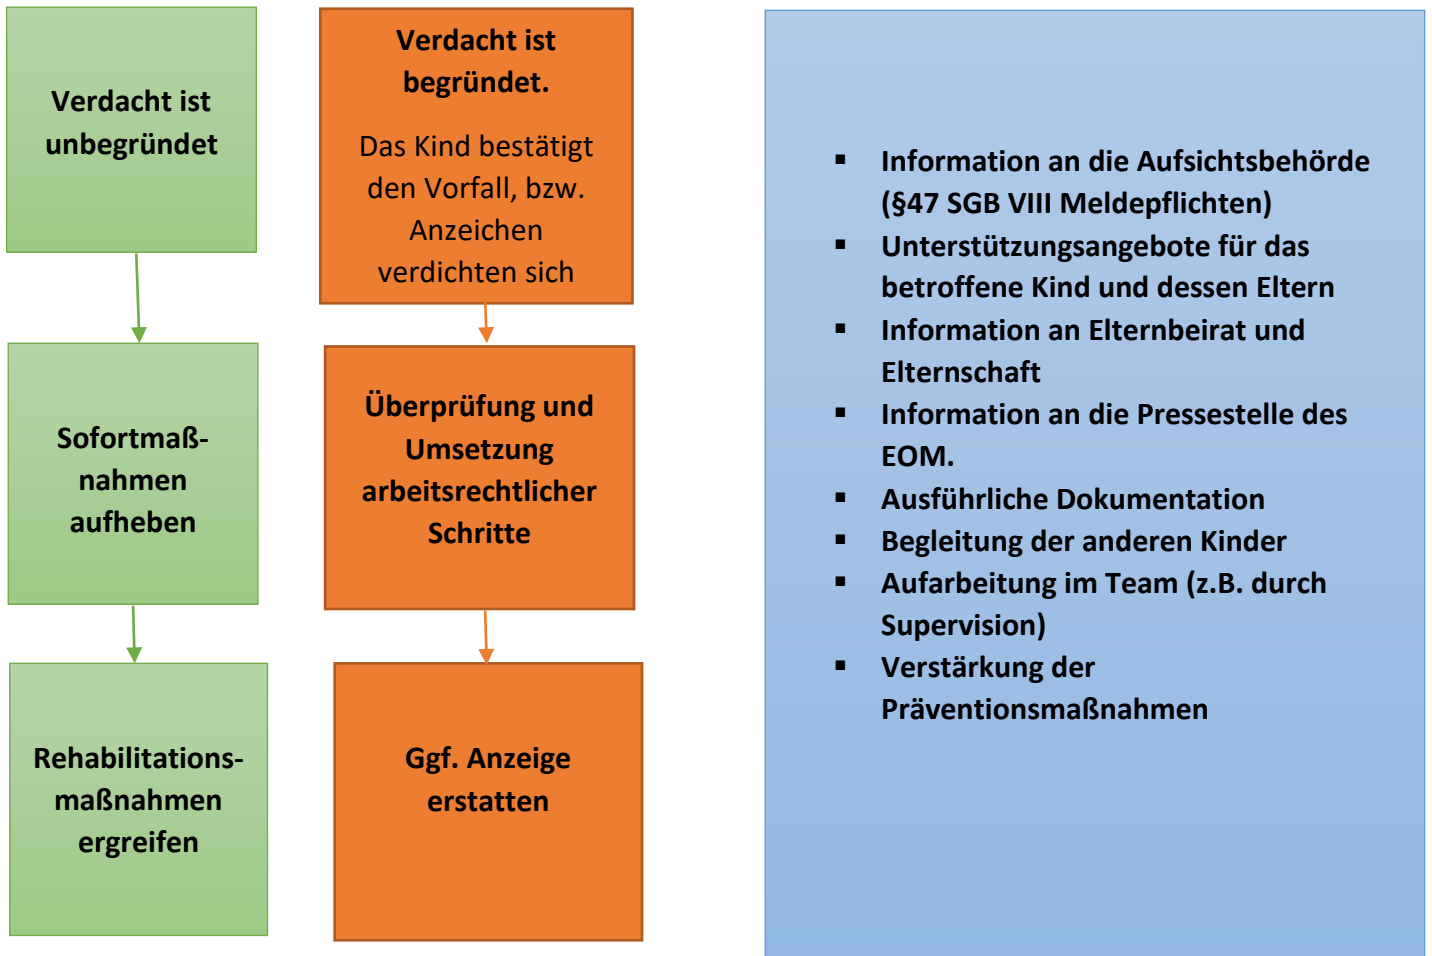 Verdacht ist
unbegründet
Sofortmaß-
nahmen
aufheben
Rehabilitations-
maßnahmen
ergreifen
Verdacht ist
begründet.
Das Kind bestätigt
den Vorfall, bzw.
Anzeichen
verdichten sich
Überprüfung und
Umsetzung
arbeitsrechtlicher
Schritte
Ggf. Anzeige
erstatten
▪ Information an die Aufsichtsbehörde
(§47 SGB VIII Meldepflichten)
▪ Unterstützungsangebote für das
betroffene Kind und dessen Eltern
▪ Information an Elternbeirat und
Elternschaft
▪ Information an die Pressestelle des
EOM.
▪ Ausführliche Dokumentation
▪ Begleitung der anderen Kinder
▪ Aufarbeitung im Team (z.B. durch
Supervision)
▪ Verstärkung der
Präventionsmaßnahmen